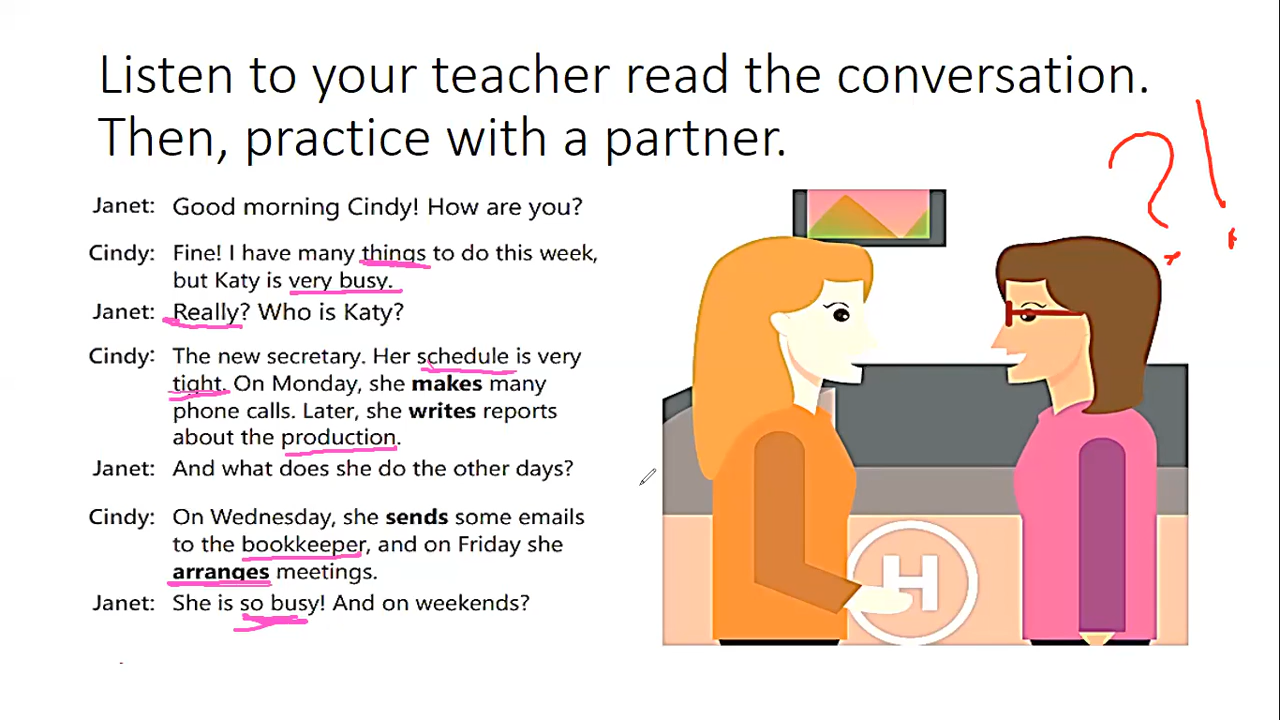 Listen to your teacher read the conversation.
Then, practice with a partner.
Janet: Good morning Cindy! How are you?
Cindy: Fine! I have many things to do this week,
but Katy is very busy.
Janet: Really? Who is Katy?
Cindy: The new secretary. Her schedule is very
tight. On Monday, she makes many
phone calls. Later, she writes reports
about the production.
Janet: And what does she do the other days?
Cindy: On Wednesday, she sends some emails
to the bookkeeper, and on Friday she
arranges meetings.
Janet: She is so busy! And on weekends?
?!
H